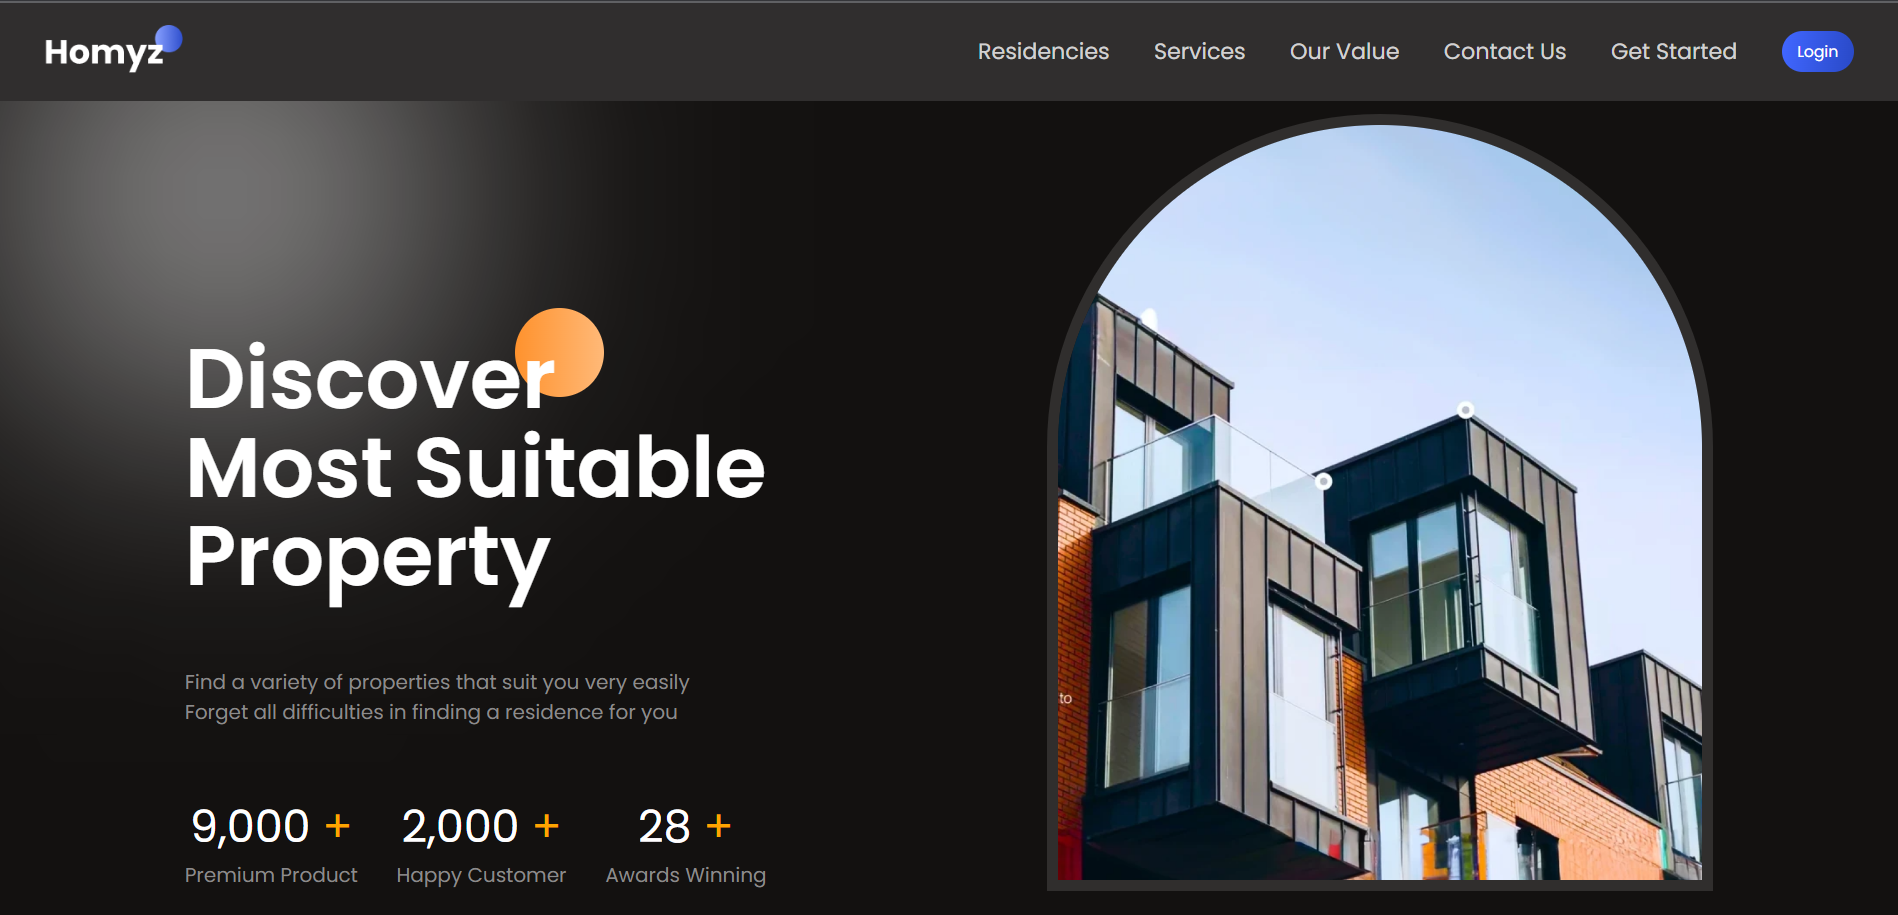 Homyz
Residencies Services Our Value Contact Us Get Started Login
Discover
Most Suitable
Property
Find a variety of properties that suit you very easily
Forget all difficulties in finding a residence for you
9,000 + 2,000 + 28 +
Premium Product Happy Customer Awards Winning
to